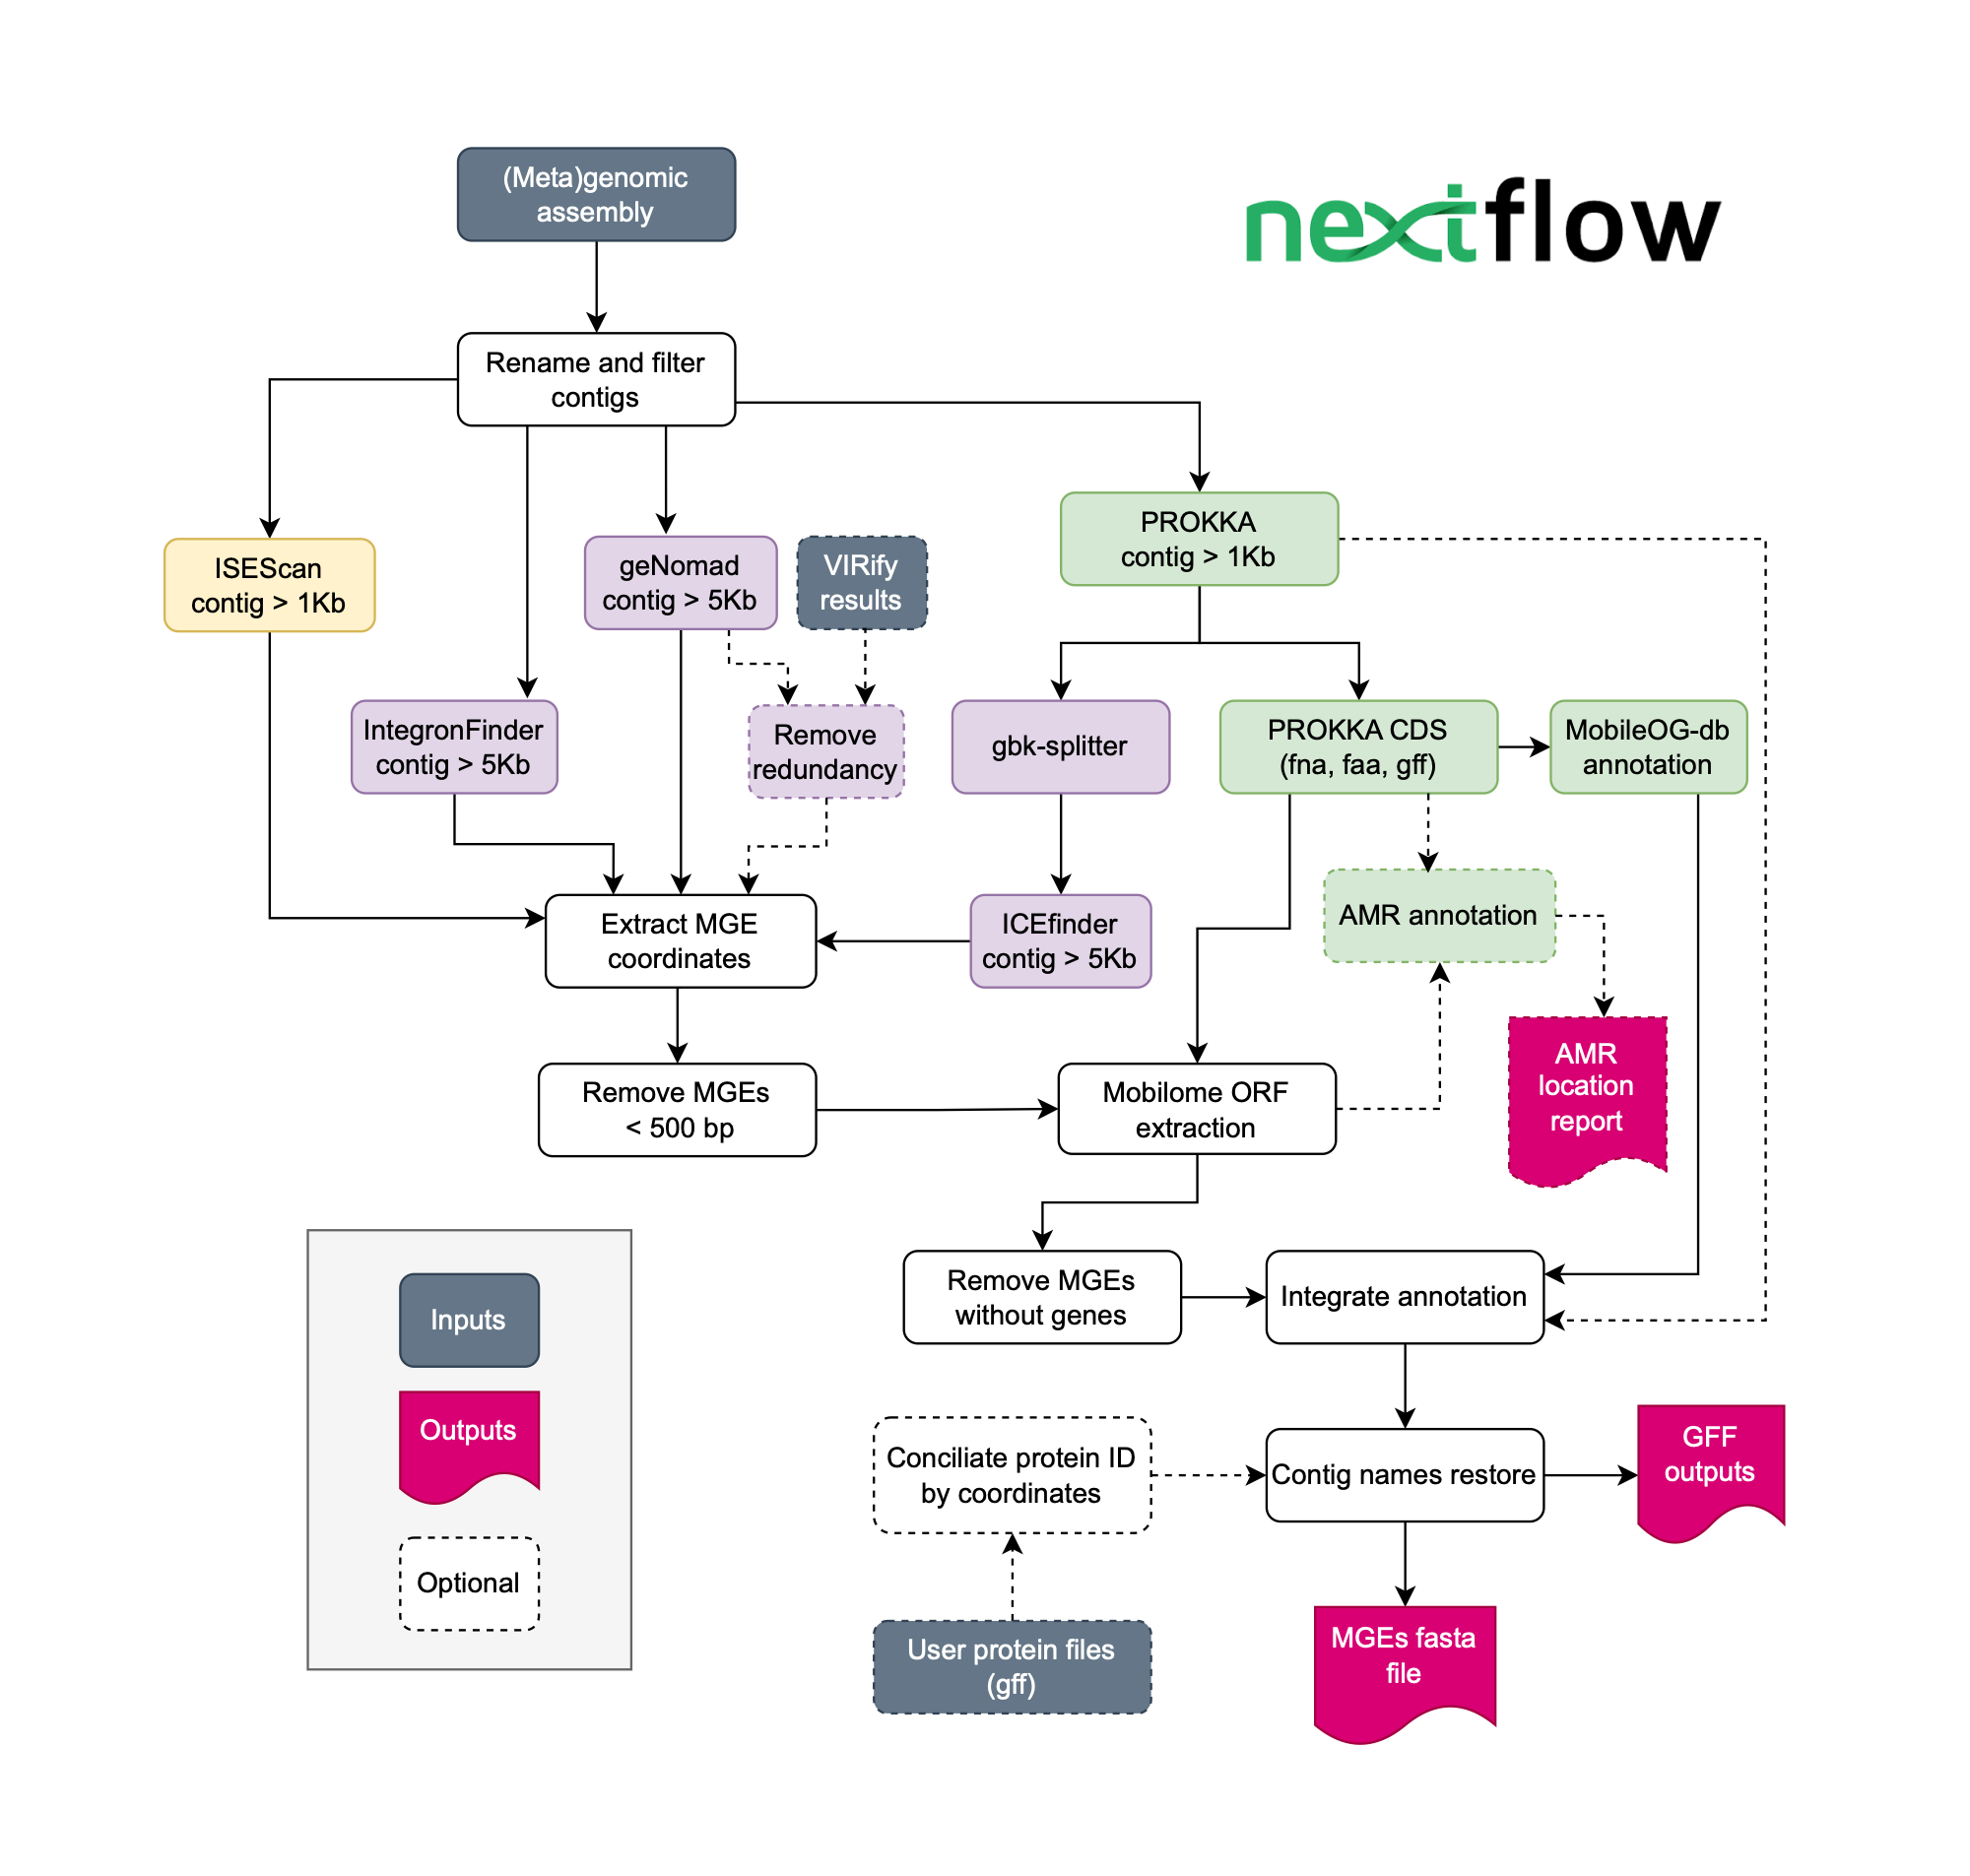 (Meta)genomic
assembly
nextflow
Rename and filter
contigs
ISEScan
contig > 1Kb
geNomad
contig > 5Kb
VIRify
results
PROKKA
contig > 1Kb
IntegronFinder
contig > 5Kb
Remove
redundancy
gbk-splitter
PROKKA CDS
(fna, faa, gff)
MobileOG-db
annotation
Extract MGE
coordinates
ICEfinder
contig > 5Kb
AMR annotation
Remove MGEs
< 500 bp
Mobilome ORF
extraction
AMR
location
report
Remove MGEs
without genes
Integrate annotation
Inputs
Outputs
Optional
Conciliate protein ID
by coordinates
Contig names restore
GFF
outputs
User protein files
(gff)
MGEs fasta
file